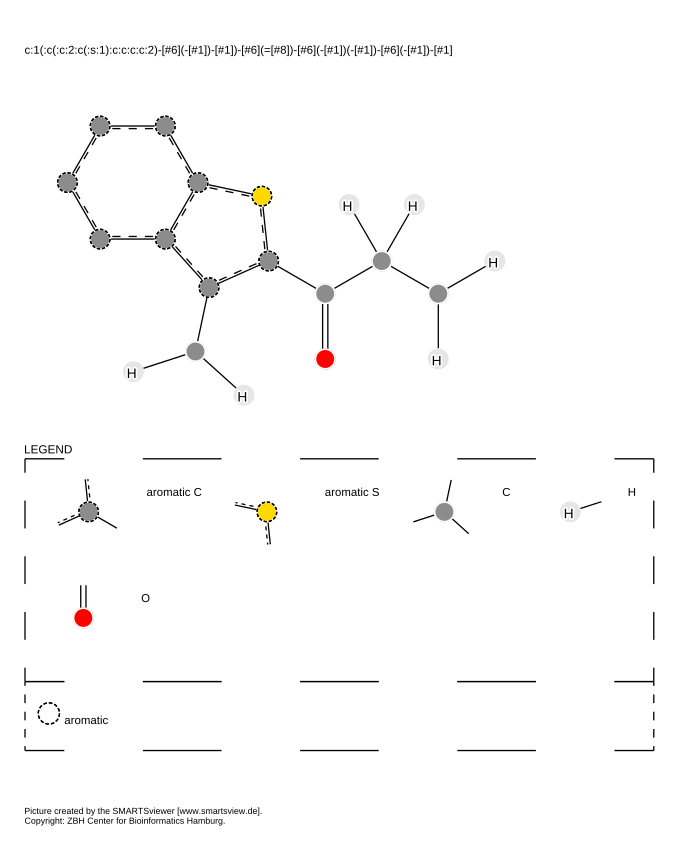 c:1(:c(:c:2:c(:s:1):c:c:c:c:2)-[#6](-[#1])-[#1])-[#6](=[#8])-[#6](-[#1])(-[#1])-[#6](-[#1])-[#1]
H H
H
H
H
H
LEGEND
aromatic C aromatic S C H
H
O
aromatic
Picture created by the SMARTSviewer [www.smartsview.de].
Copyright: ZBH Center for Bioinformatics Hamburg.